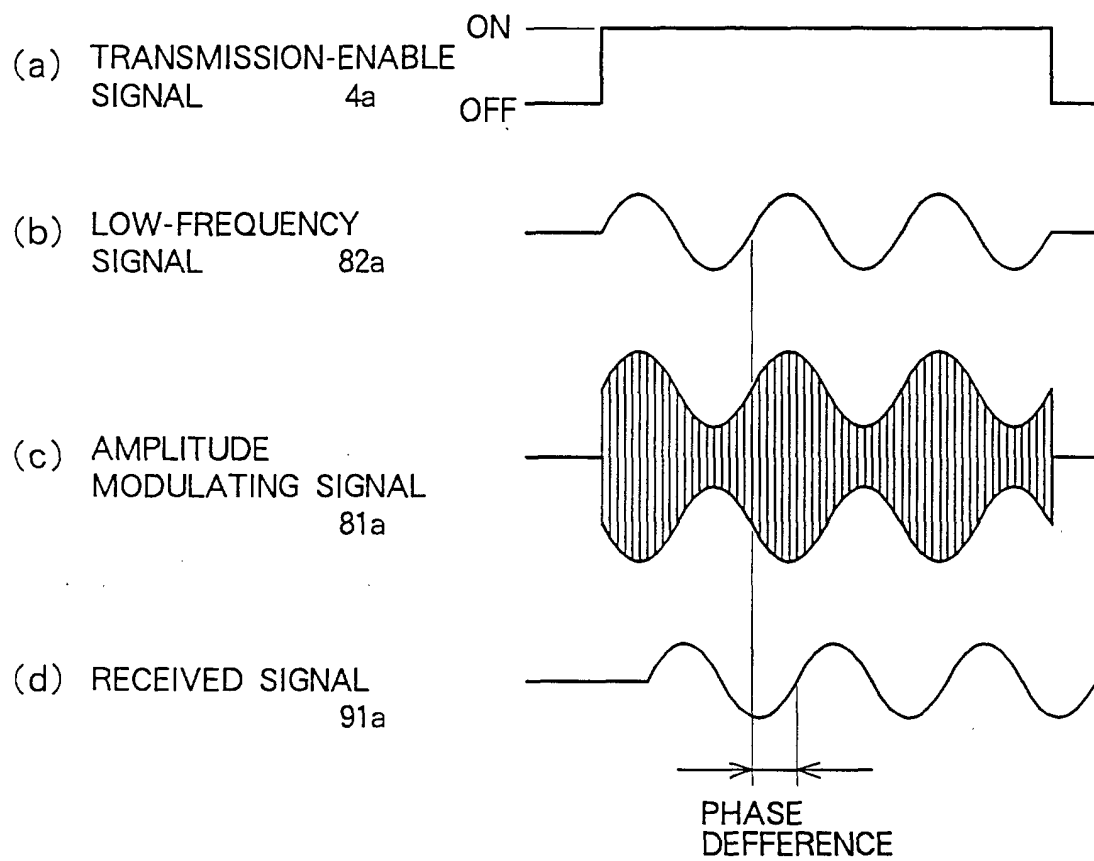 ON
(a) TRANSMISSION-ENABLE
SIGNAL 4a
OFF
(b) LOW-FREQUENCY
SIGNAL 82a
(c) AMPLITUDE
MODULATING SIGNAL
81a
(d) RECEIVED SIGNAL
91a
PHASE
DEFFERENCE